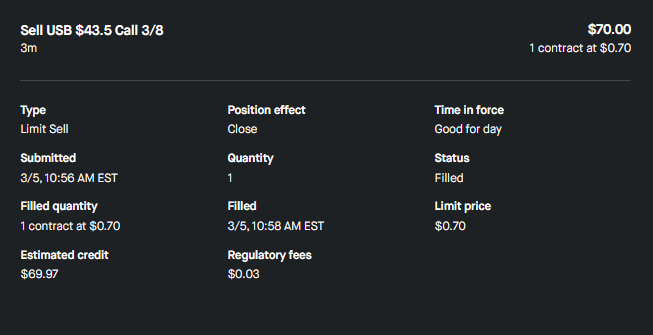 Sell USB $43.5 Call 3/8
$70.00
3m
1 contract at $0.70
Type
Position effect
Time in force
Limit Sell
Close
Good for day
Submitted
Quantity
Status
3/5, 10:56 AM EST
1
Filled
Filled quantity
Filled
Limit price
1 contract at $0.70
3/5, 10:58 AM EST
$0.70
Estimated credit
Regulatory fees
$69.97
$0.03